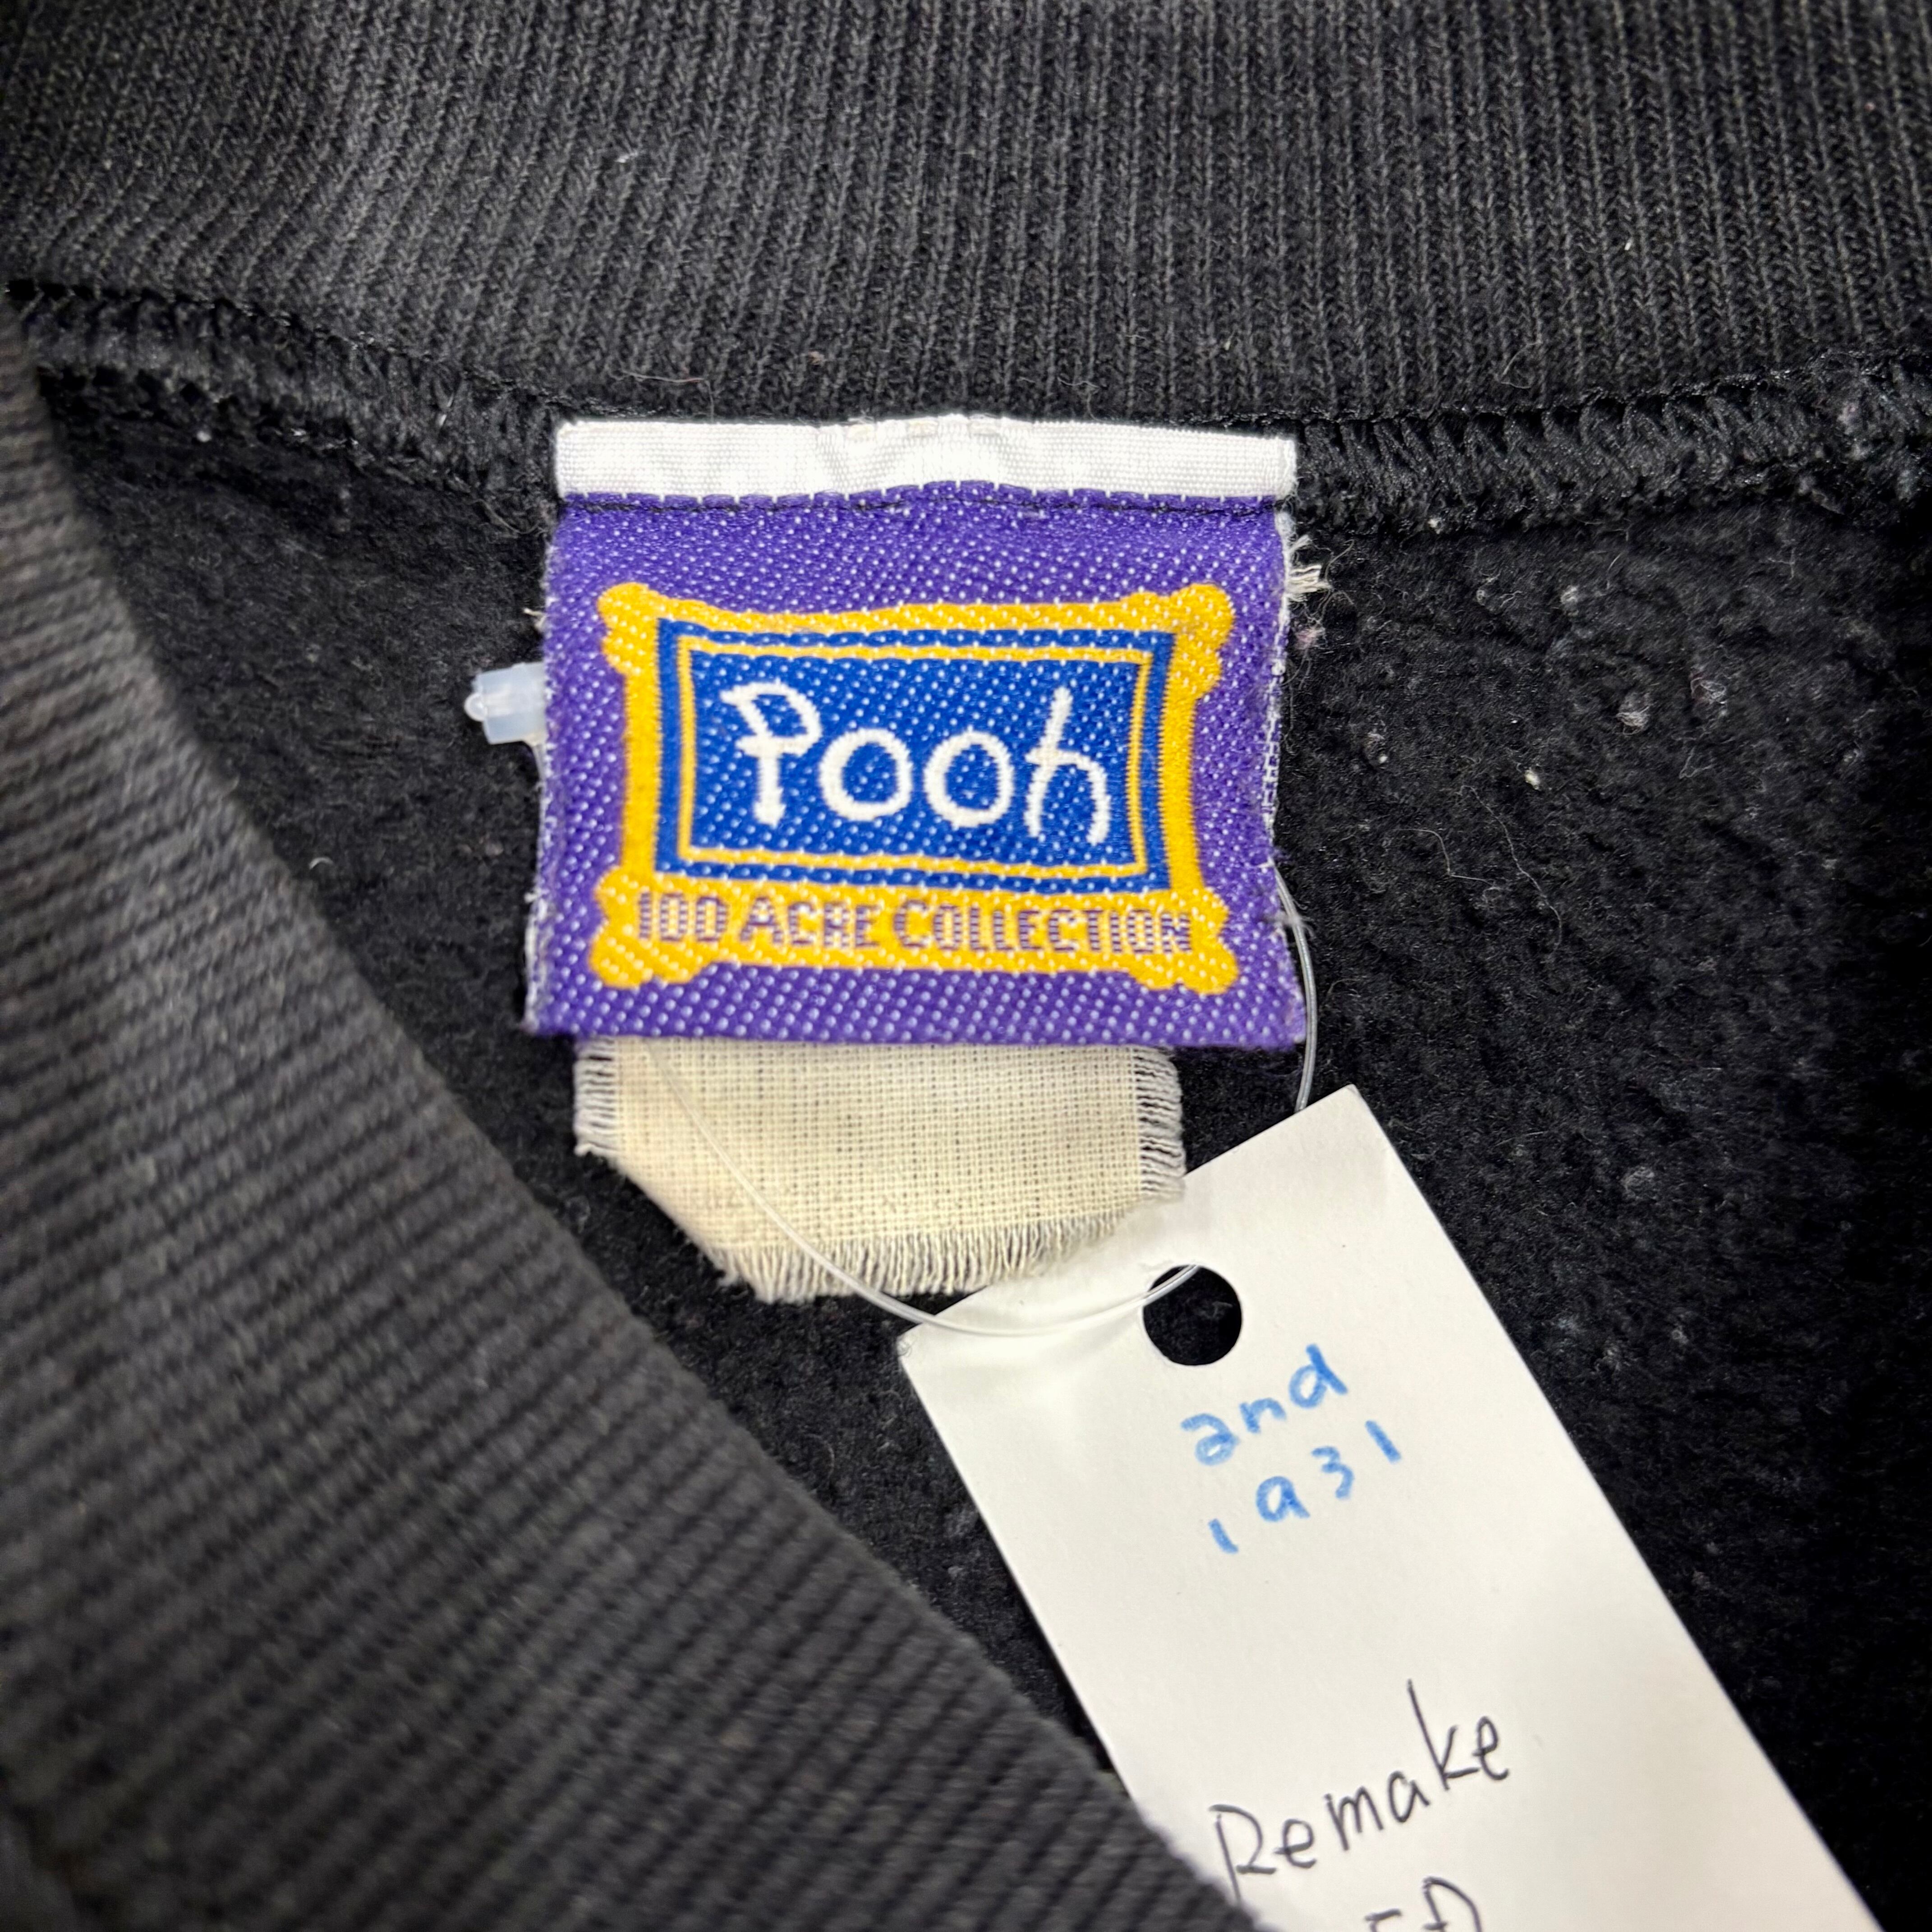 Pooh
100 ACRE COLLECTION
and
1931
Remake